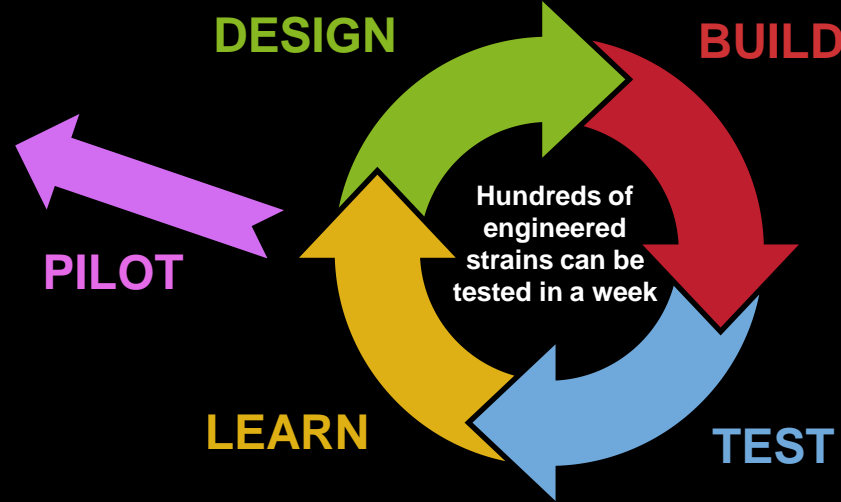 DESIGN
BUILD
Hundreds of
engineered
strains can be
tested in a week
PILOT
LEARN
TEST